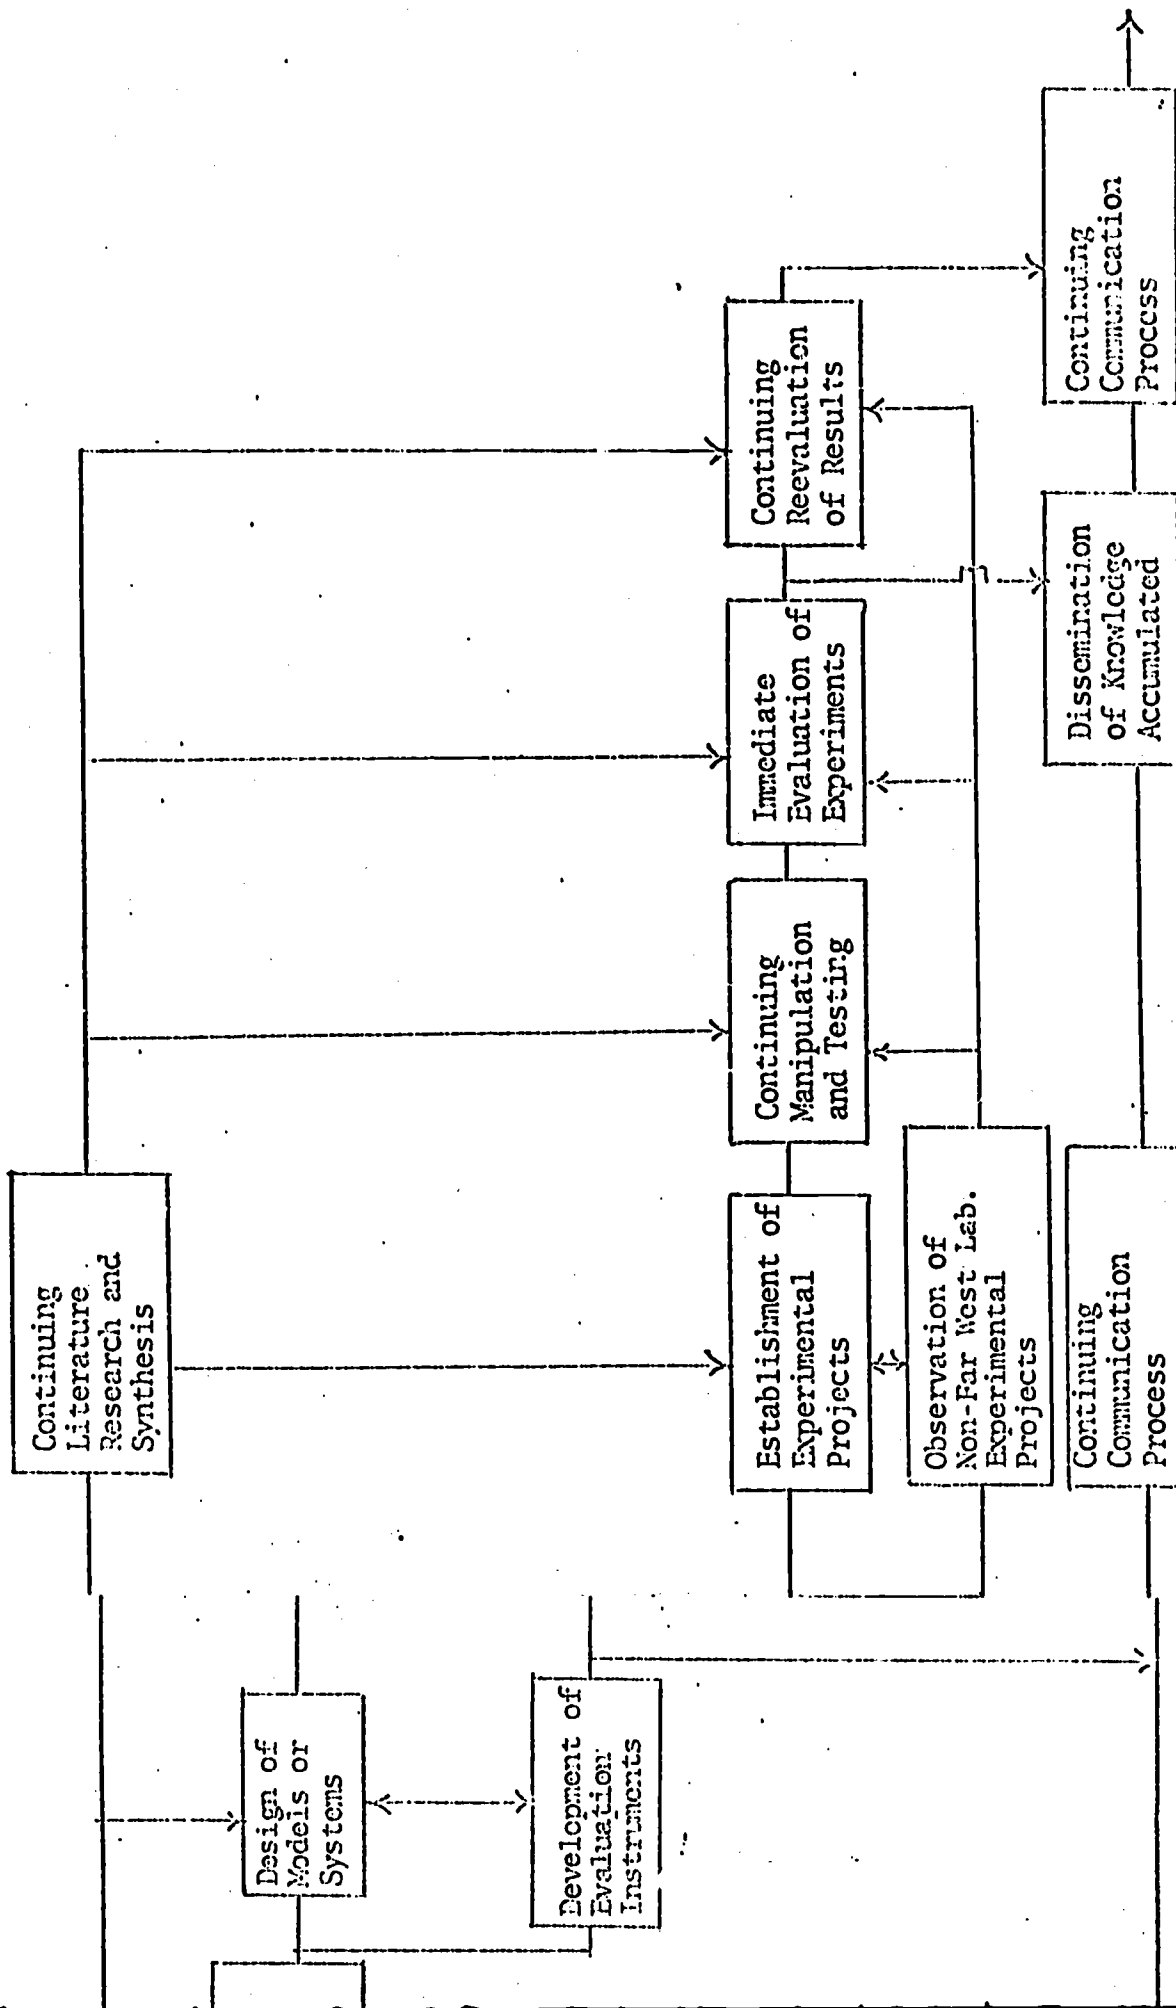 Continuing
Literature
Research and
Synthesis
Design of
Models or
Systems
Development of
Evaluation
Instruments
Establishment of
Experimental
Projects
Continuing
Manipulation
and Testing
Immediate
Evaluation of
Experiments
Continuing
Reevaluation
of Results
Observation of
Non-Far West Lab.
Experimental
Projects
Continuing
Communication
Process
Dissemination
of Knowledge
Accumulated
Continuing
Communication
Process